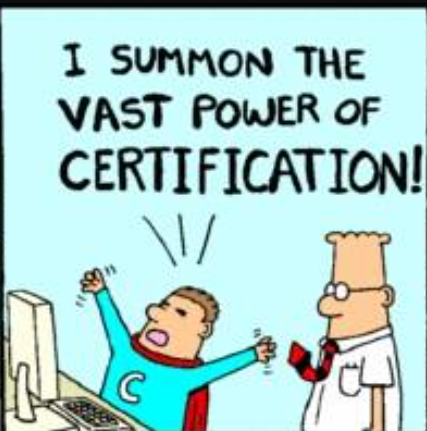 I SUMMON THE
VAST POWER OF
CERTIFICATION!
C